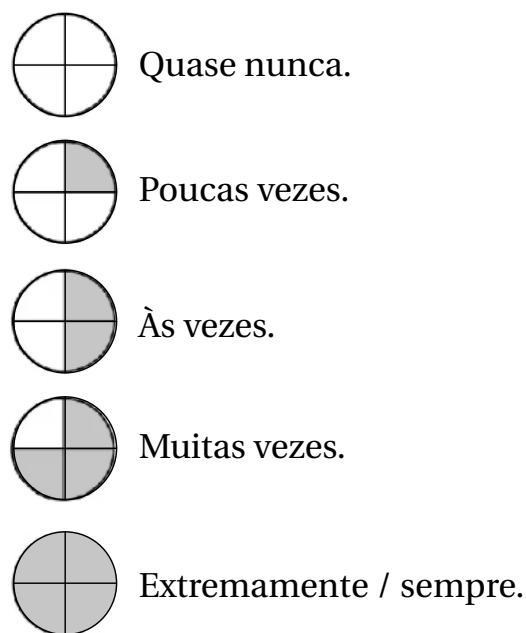 Quase nunca.
Poucas vezes.
Às vezes.
Muitas vezes.
Extremamente / sempre.